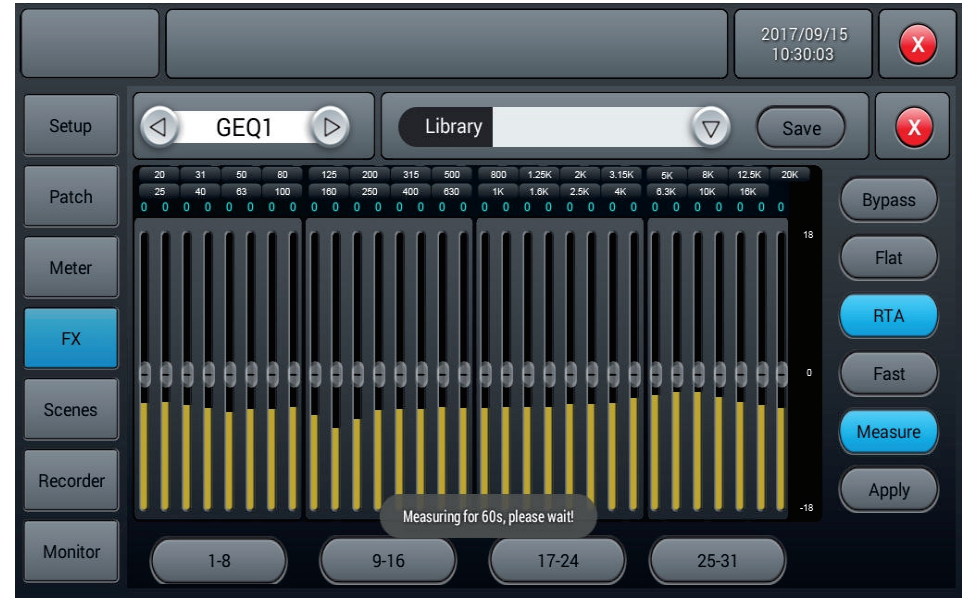 2017/09/15
10:30:03
X
Setup
GEQ1
Library
Save
X
20 31 50 80 125 200 315 500 800 1.25K 2K 3.15K 5K 8K 12.5K 20K
25 40 63 100 160 250 400 630 1K 1.6K 2.5K 4K 6.3K 10K 16K
0 0 0 0 0 0 0 0 0 0 0 0 0 0 0 0 0 0 0 0 0 0 0 0 0 0 0 0 0 0 0
Patch
Bypass
18
Meter
Flat
FX
RTA
0
Fast
Scenes
Measure
Recorder
Apply
-18
Measuring for 60s, please wait!
Monitor
1-8
9-16
17-24
25-31